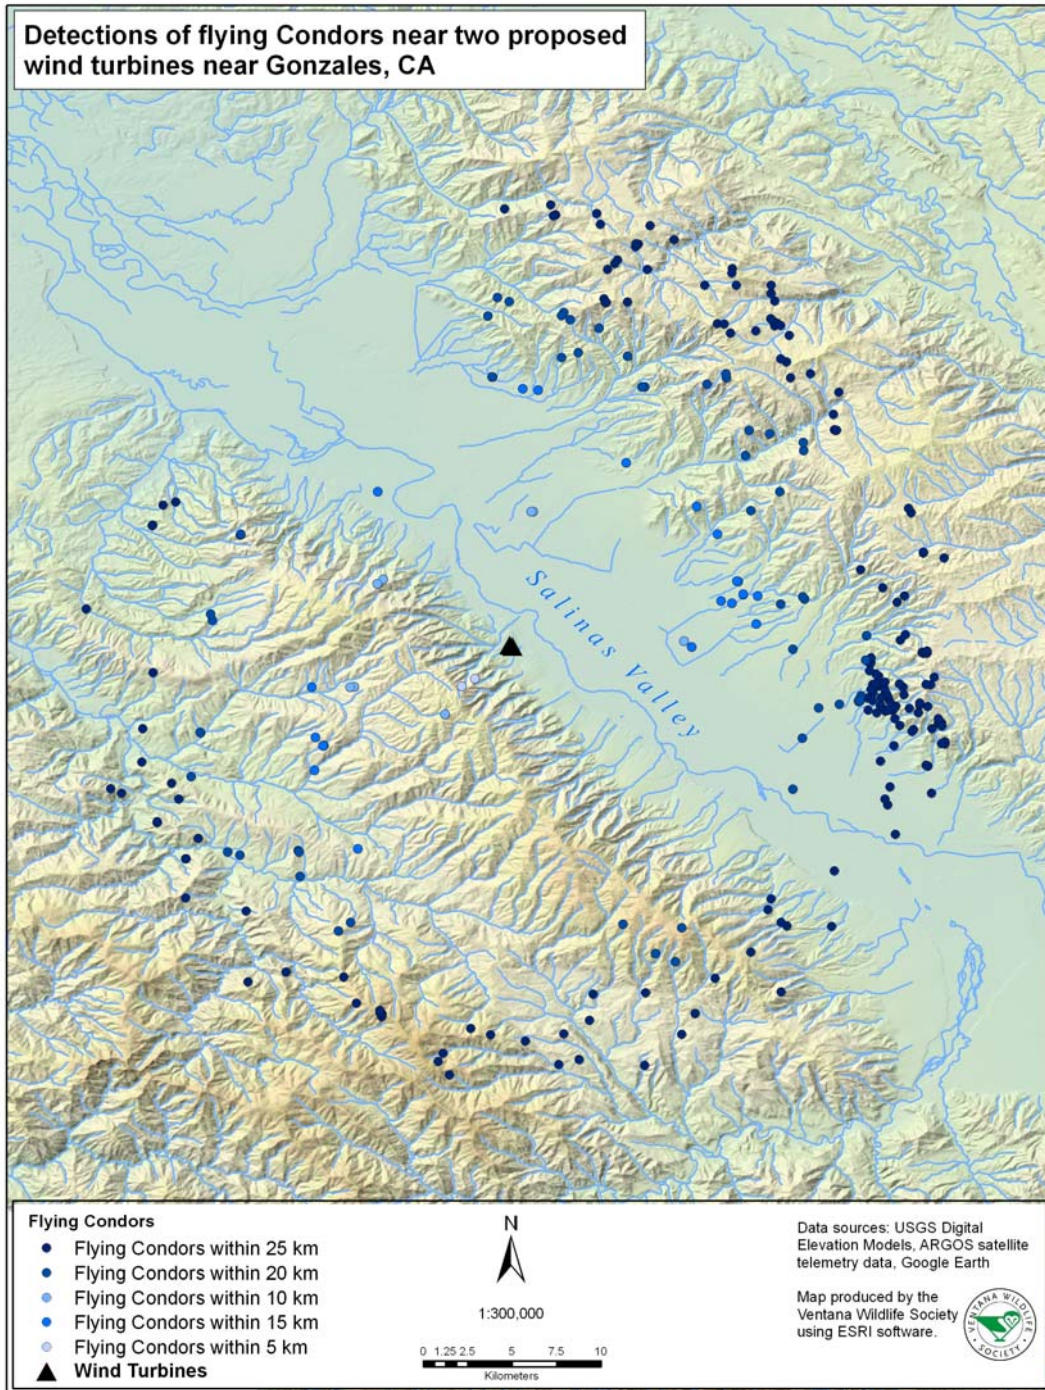 Detections of flying Condors near two proposed
wind turbines near Gonzales, CA
Salinas Valley
Flying Condors
Flying Condors within 25 km
Flying Condors within 20 km
Flying Condors within 10 km
Flying Condors within 15 km
Flying Condors within 5 km
Wind Turbines
N
1:300,000
0 1.25 2.5 5 7.5 10
Kilometers
Data sources: USGS Digital
Elevation Models, ARGOS satellite
telemetry data, Google Earth
Map produced by the
Ventana Wildlife Society
using ESRI software.
VENTANA WILDLIFE
SOCIETY